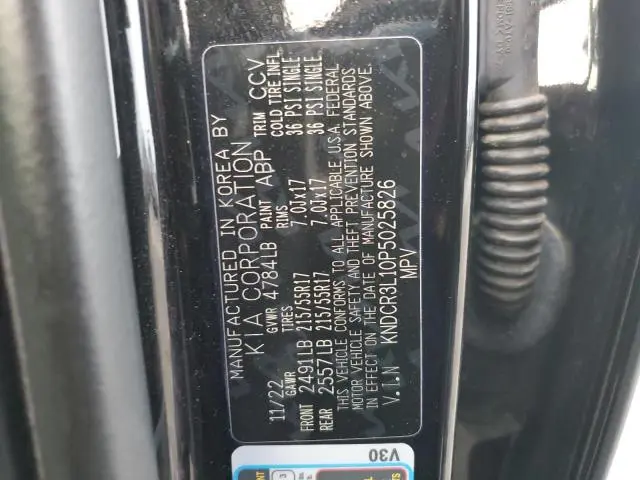 MANUFACTURED IN KOREA BY
KIA CORPORATION
11/22 GVWR 4784LB PAINT ABP TRIM CCV
GAWR TIRES RIMS COLD TIRE INFL.
FRONT 2491LB 215/55R17 7.0Jx17 36 PSI SINGLE
REAR 2557LB 215/55R17 7.0Jx17 36 PSI SINGLE
THIS VEHICLE CONFORMS TO ALL APPLICABLE U.S.A. FEDERAL
MOTOR VEHICLE SAFETY AND THEFT PREVENTION STANDARDS
IN EFFECT ON THE DATE OF MANUFACTURE SHOWN ABOVE.
V.I.N KNDCR3L10P5025826
MPV
V30
3